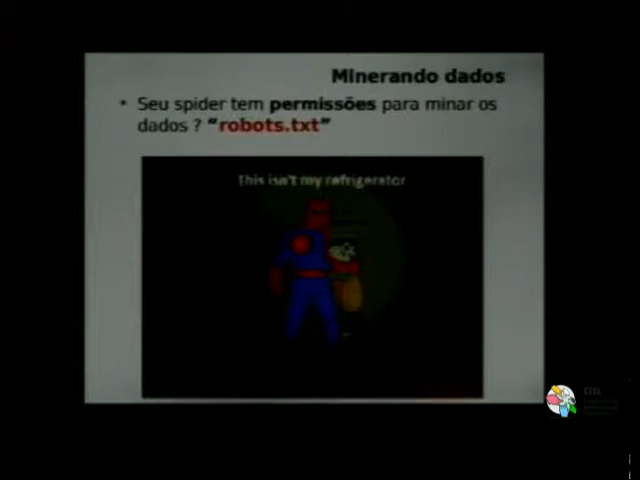 Minerando dados
• Seu spider tem permissões para minar os
dados ? “robots.txt”
This isn't my refrigerator